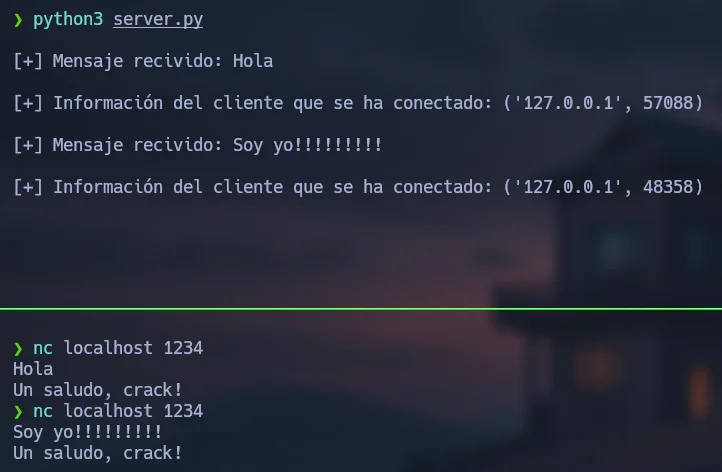 ❯ python3 server.py
[+] Mensaje recivido: Hola
[+] Información del cliente que se ha conectado: ('127.0.0.1', 57088)
[+] Mensaje recivido: Soy yo!!!!!!!!!
[+] Información del cliente que se ha conectado: ('127.0.0.1', 48358)
❯ nc localhost 1234
Hola
Un saludo, crack!
❯ nc localhost 1234
Soy yo!!!!!!!!!
Un saludo, crack!